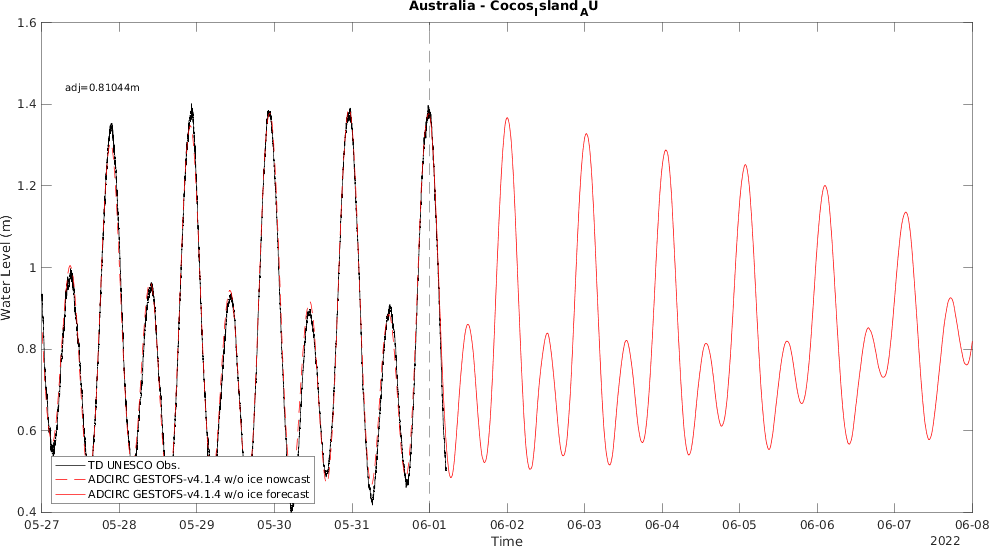 Australia - Cocos_Island_AU
1.6
1.4
1.2
1
0.8
0.6
0.4
Water Level (m)
adj=0.81044m
TD UNESCO Obs.
ADCIRC GESTOFS-v4.1.4 w/o ice nowcast
ADCIRC GESTOFS-v4.1.4 w/o ice forecast
05-27 05-28 05-29 05-30 05-31 06-01 06-02 06-03 06-04 06-05 06-06 06-07 06-08
Time
2022